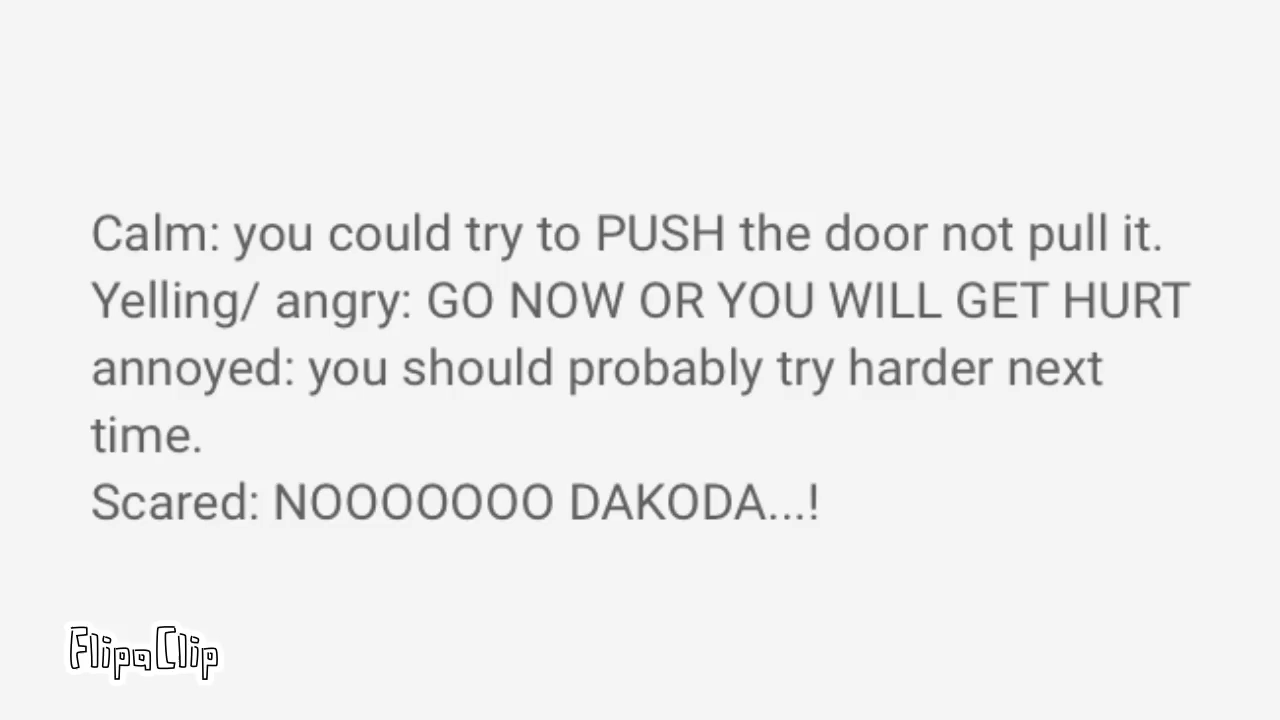 Calm: you could try to PUSH the door not pull it.
Yelling/ angry: GO NOW OR YOU WILL GET HURT
annoyed: you should probably try harder next
time.
Scared: NOOOOOOO DAKODA...!
FlipaClip